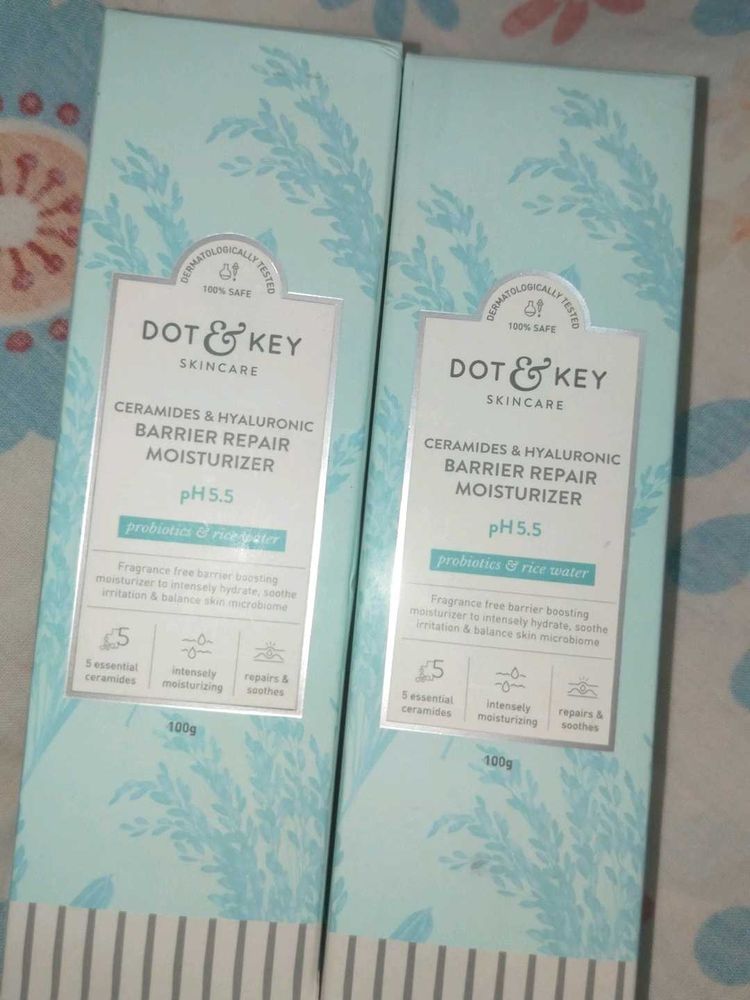 DERMATOLOGICALLY TESTED
100% SAFE
DOT & KEY
SKINCARE
CERAMIDES & HYALURONIC
BARRIER REPAIR
MOISTURIZER
pH 5.5
probiotics & rice water
Fragrance free barrier boosting
moisturizer to intensely hydrate, soothe
irritation & balance skin microbiome
5
5 essential
ceramides
intensely
moisturizing
repairs &
soothes
100g
DERMATOLOGICALLY TESTED
100% SAFE
DOT & KEY
SKINCARE
CERAMIDES & HYALURONIC
BARRIER REPAIR
MOISTURIZER
pH 5.5
probiotics & rice water
Fragrance free barrier boosting
moisturizer to intensely hydrate, soothe
irritation & balance skin microbiome
5
5 essential
ceramides
intensely
moisturizing
repairs &
soothes
100g